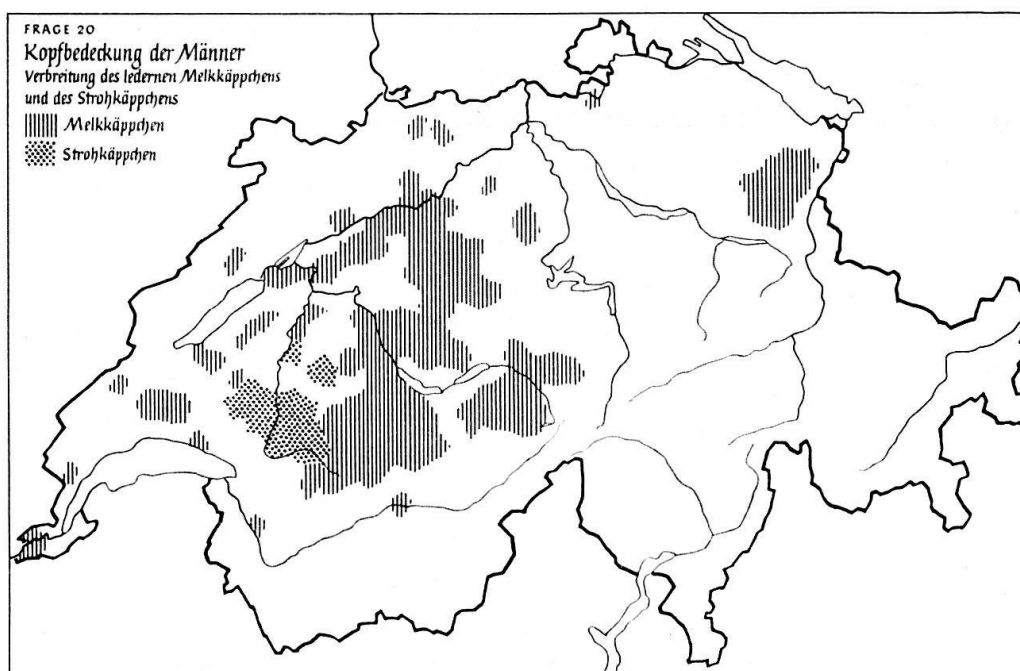 FRAGE 20
Kopfbedeckung der Männer
Verbreitung des ledernen Melkkäppchens
und des Strohkäppchens
Melkkäppchen
Strohkäppchen